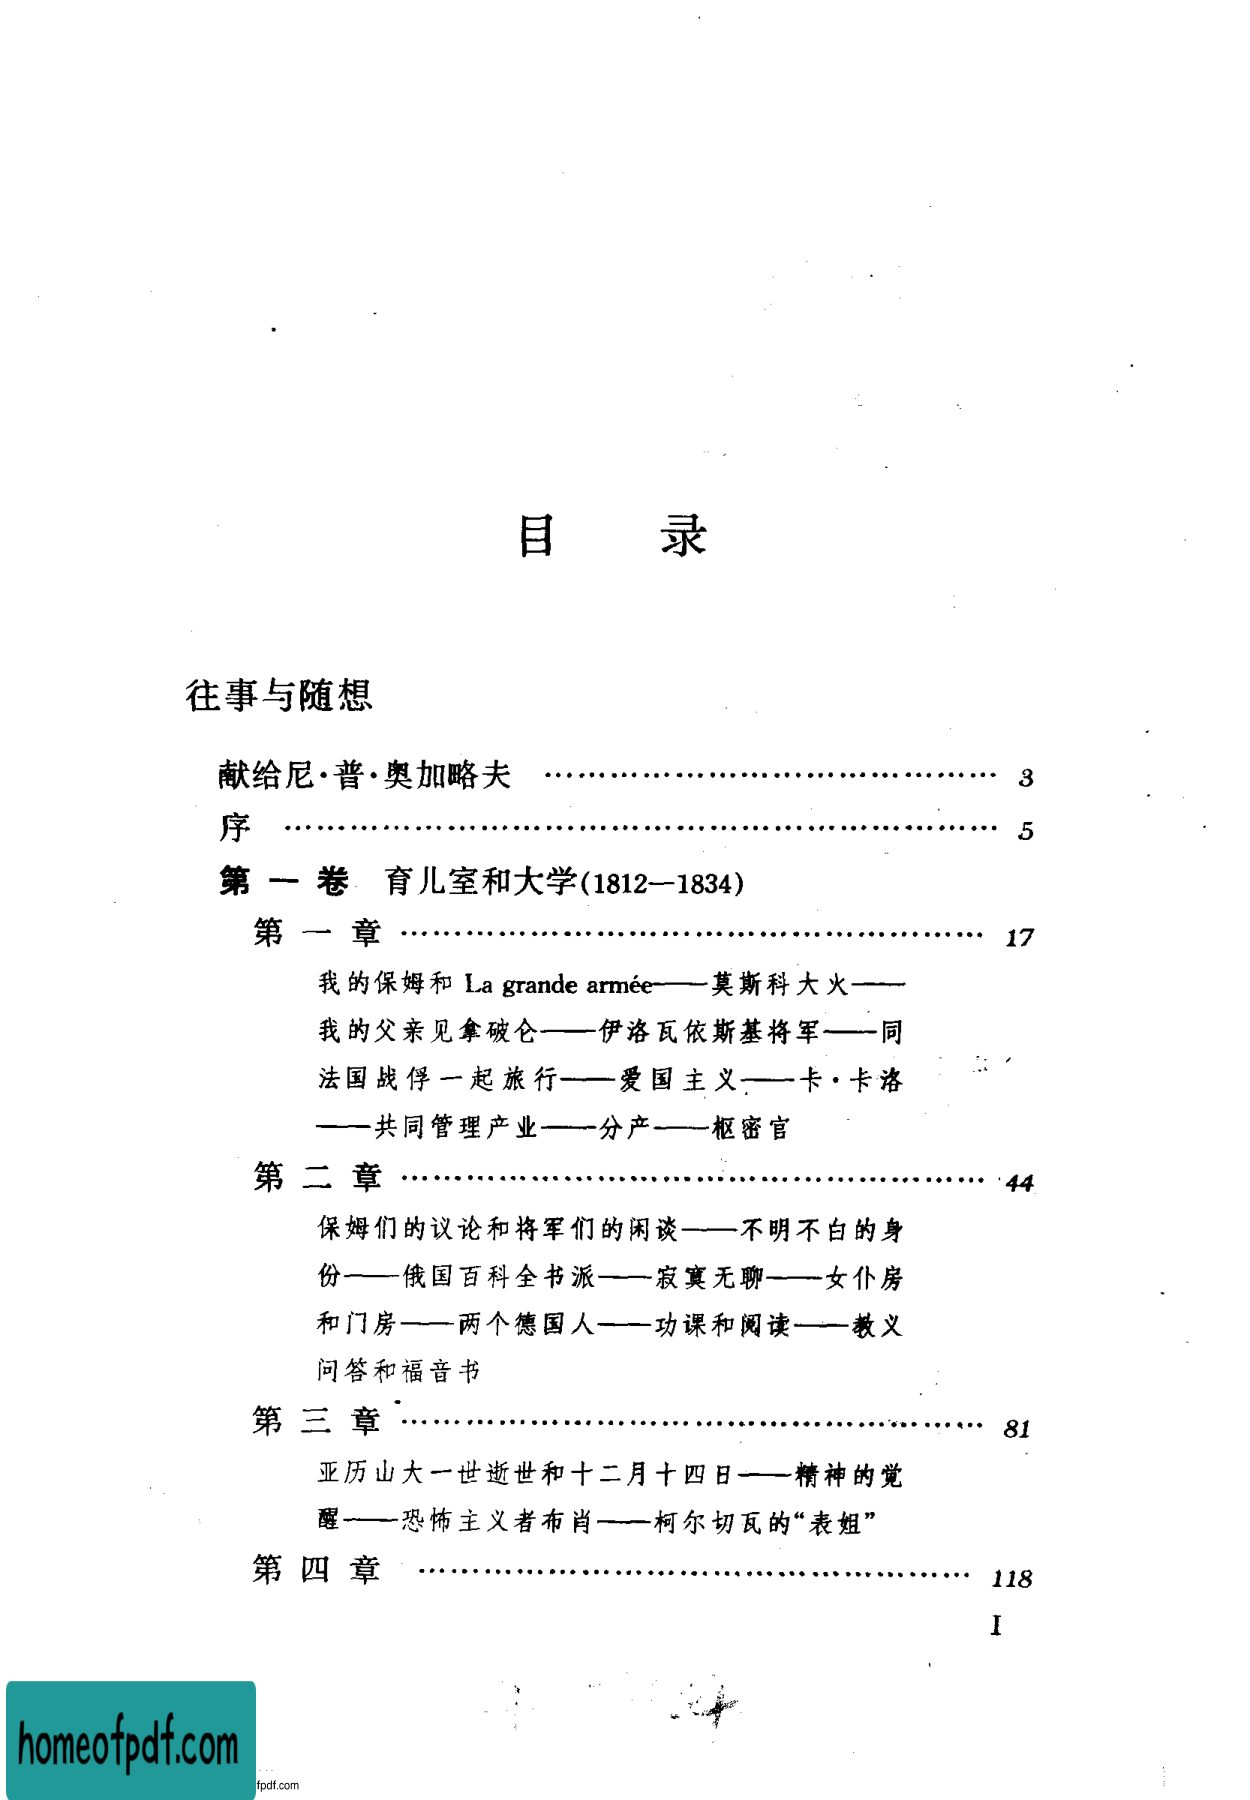 目 录
往事与随想
献给尼·普·奥加略夫 …… 3
序 …… 5
第一卷 育儿室和大学(1812—1834)
第一章 …… 17
我的保姆和 La grande armée——莫斯科大火——
我的父亲见拿破仑——伊洛瓦依斯基将军——同
法国战俘一起旅行——爱国主义——卡·卡洛
——共同管理产业——分产——枢密官
第二章 …… 44
保姆们的议论和将军们的闲谈——不明不白的身
份——俄国百科全书派——寂寞无聊——女仆房
和门房——两个德国人——功课和阅读——教义
问答和福音书
第三章 …… 81
亚历山大一世逝世和十二月十四日——精神的觉
醒——恐怖主义者布肖——柯尔切瓦的“表姐”
第四章 …… 118
I
homeofpdf.com
fpdf.com